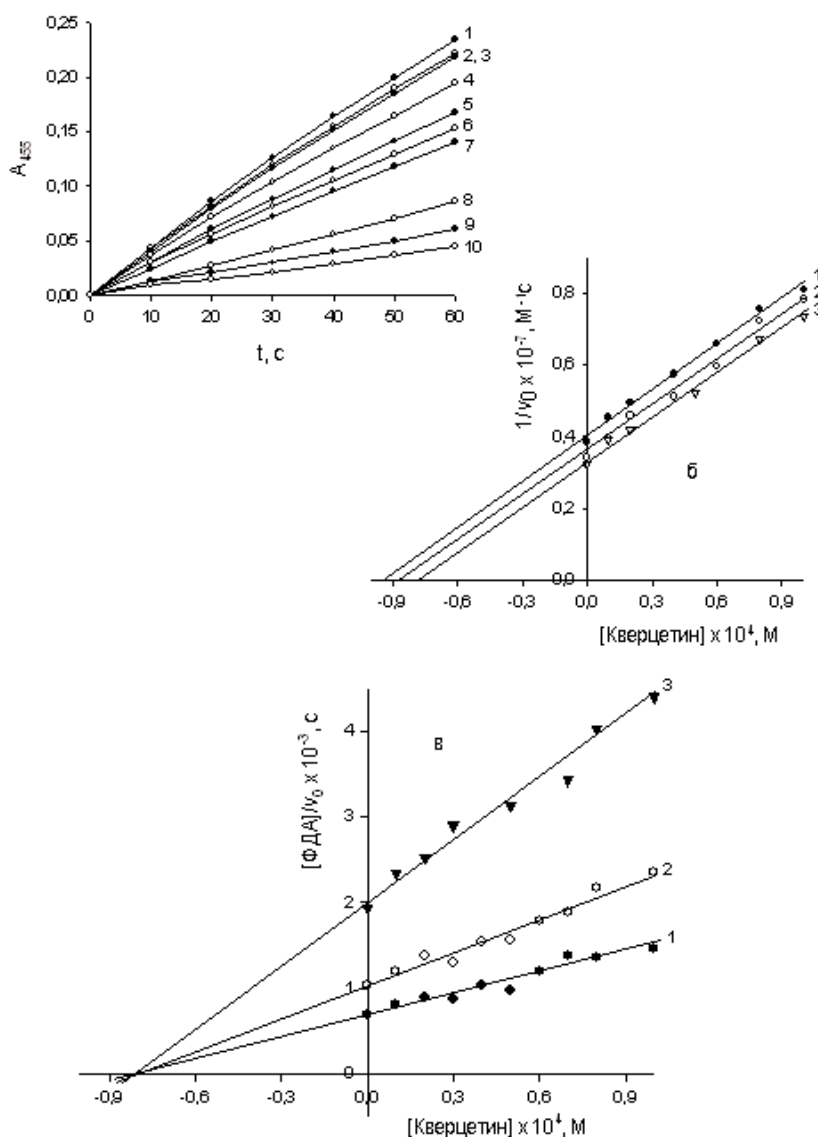 0,25
0,20
0,15
0,10
0,05
0,00
A₄₅₅
1
2, 3
4
5
6
7
8
9
10
0 10 20 30 40 50 60
t, с
1/v₀ x 10⁻⁷, М⁻¹с
0,8
0,6
0,4
0,2
0,0
1
2
3
б
-0,9 -0,6 -0,3 0,0 0,3 0,6 0,9
[Кверцетин] x 10⁴, М
[ФДА]/v₀ x 10⁻³, с
4
3
2
1
0
в
3
2
1
-0,9 -0,6 -0,3 0,0 0,3 0,6 0,9
[Кверцетин] x 10⁴, М